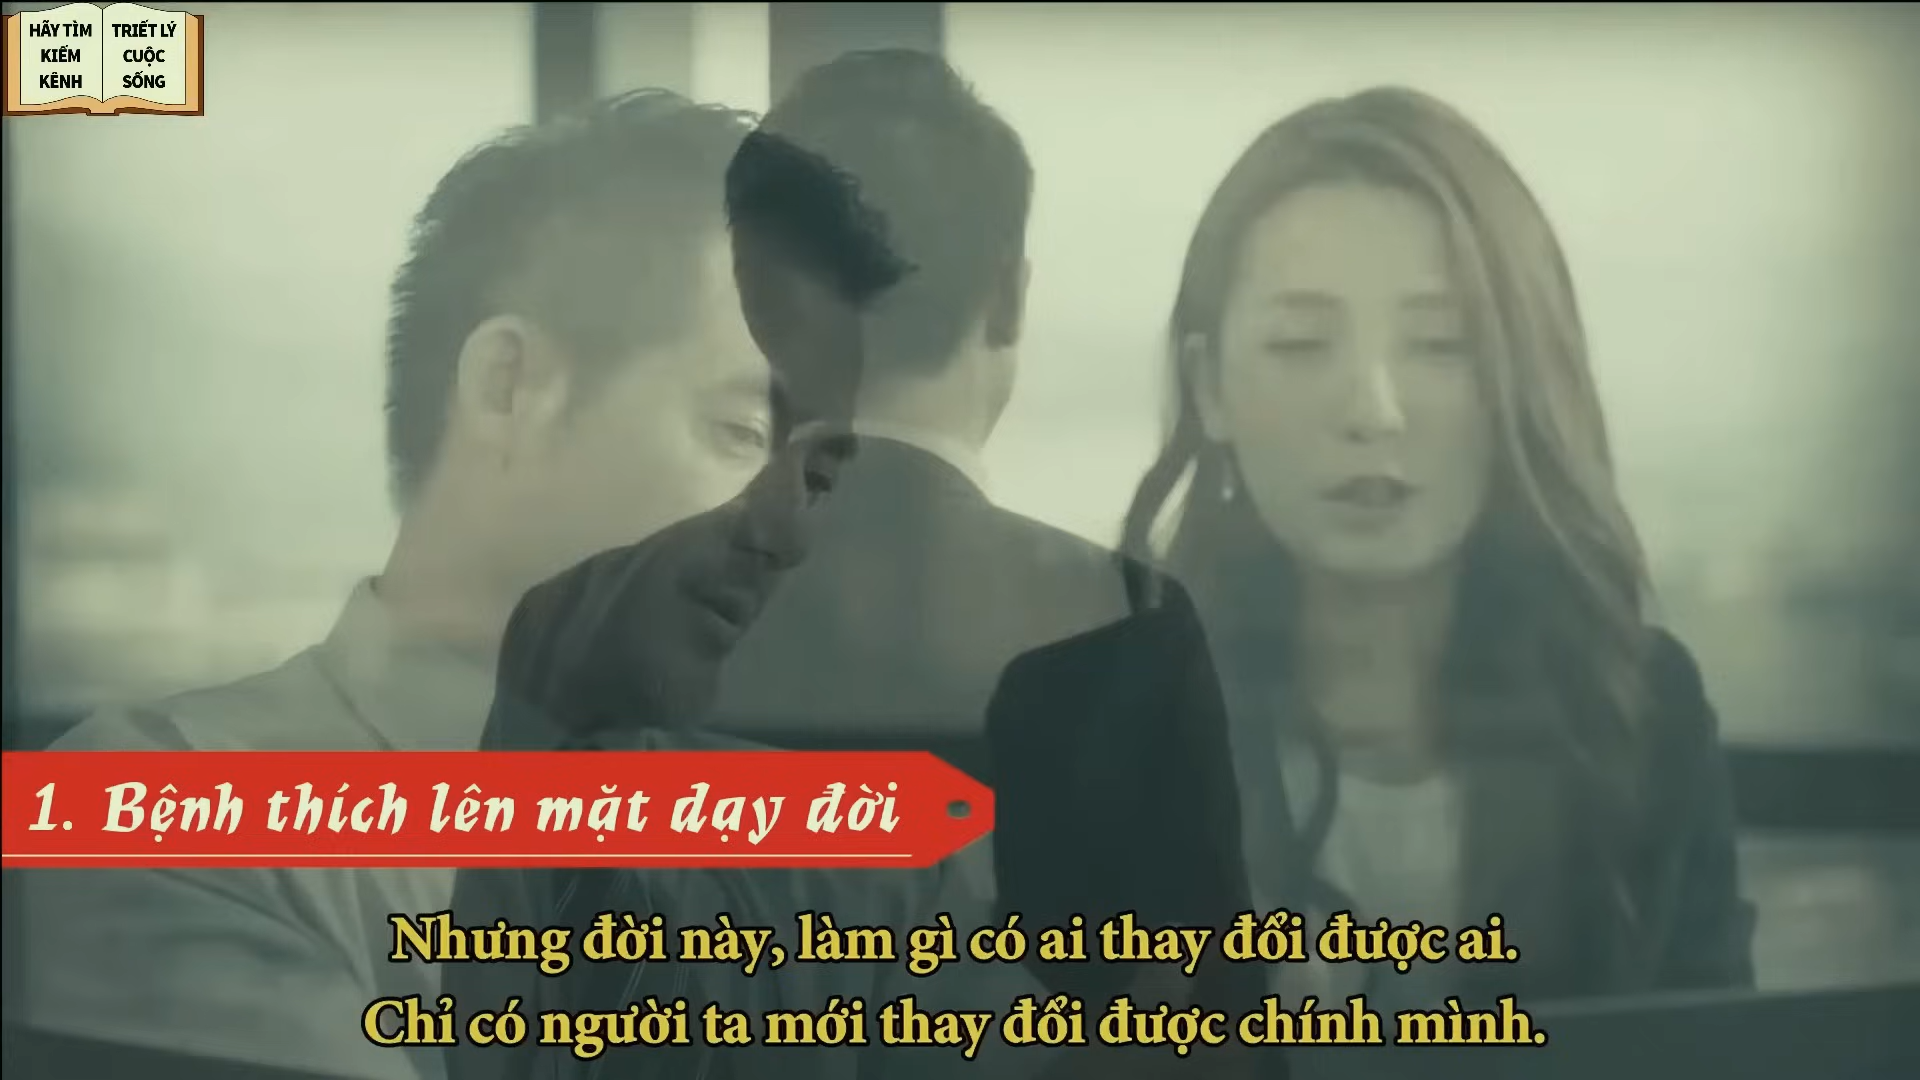 HÃY TÌM
KIẾM
KÊNH
TRIẾT LÝ
CUỘC
SỐNG
1. Bệnh thích lên mặt dạy đời
Nhưng đời này, làm gì có ai thay đổi được ai.
Chỉ có người ta mới thay đổi được chính mình.